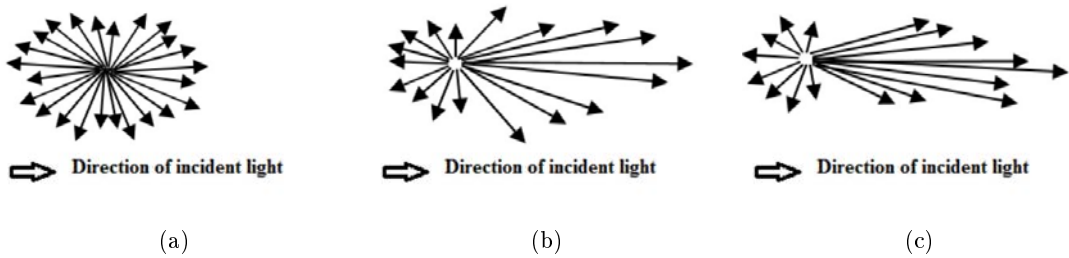 Direction of incident light
Direction of incident light
Direction of incident light
(a)
(b)
(c)